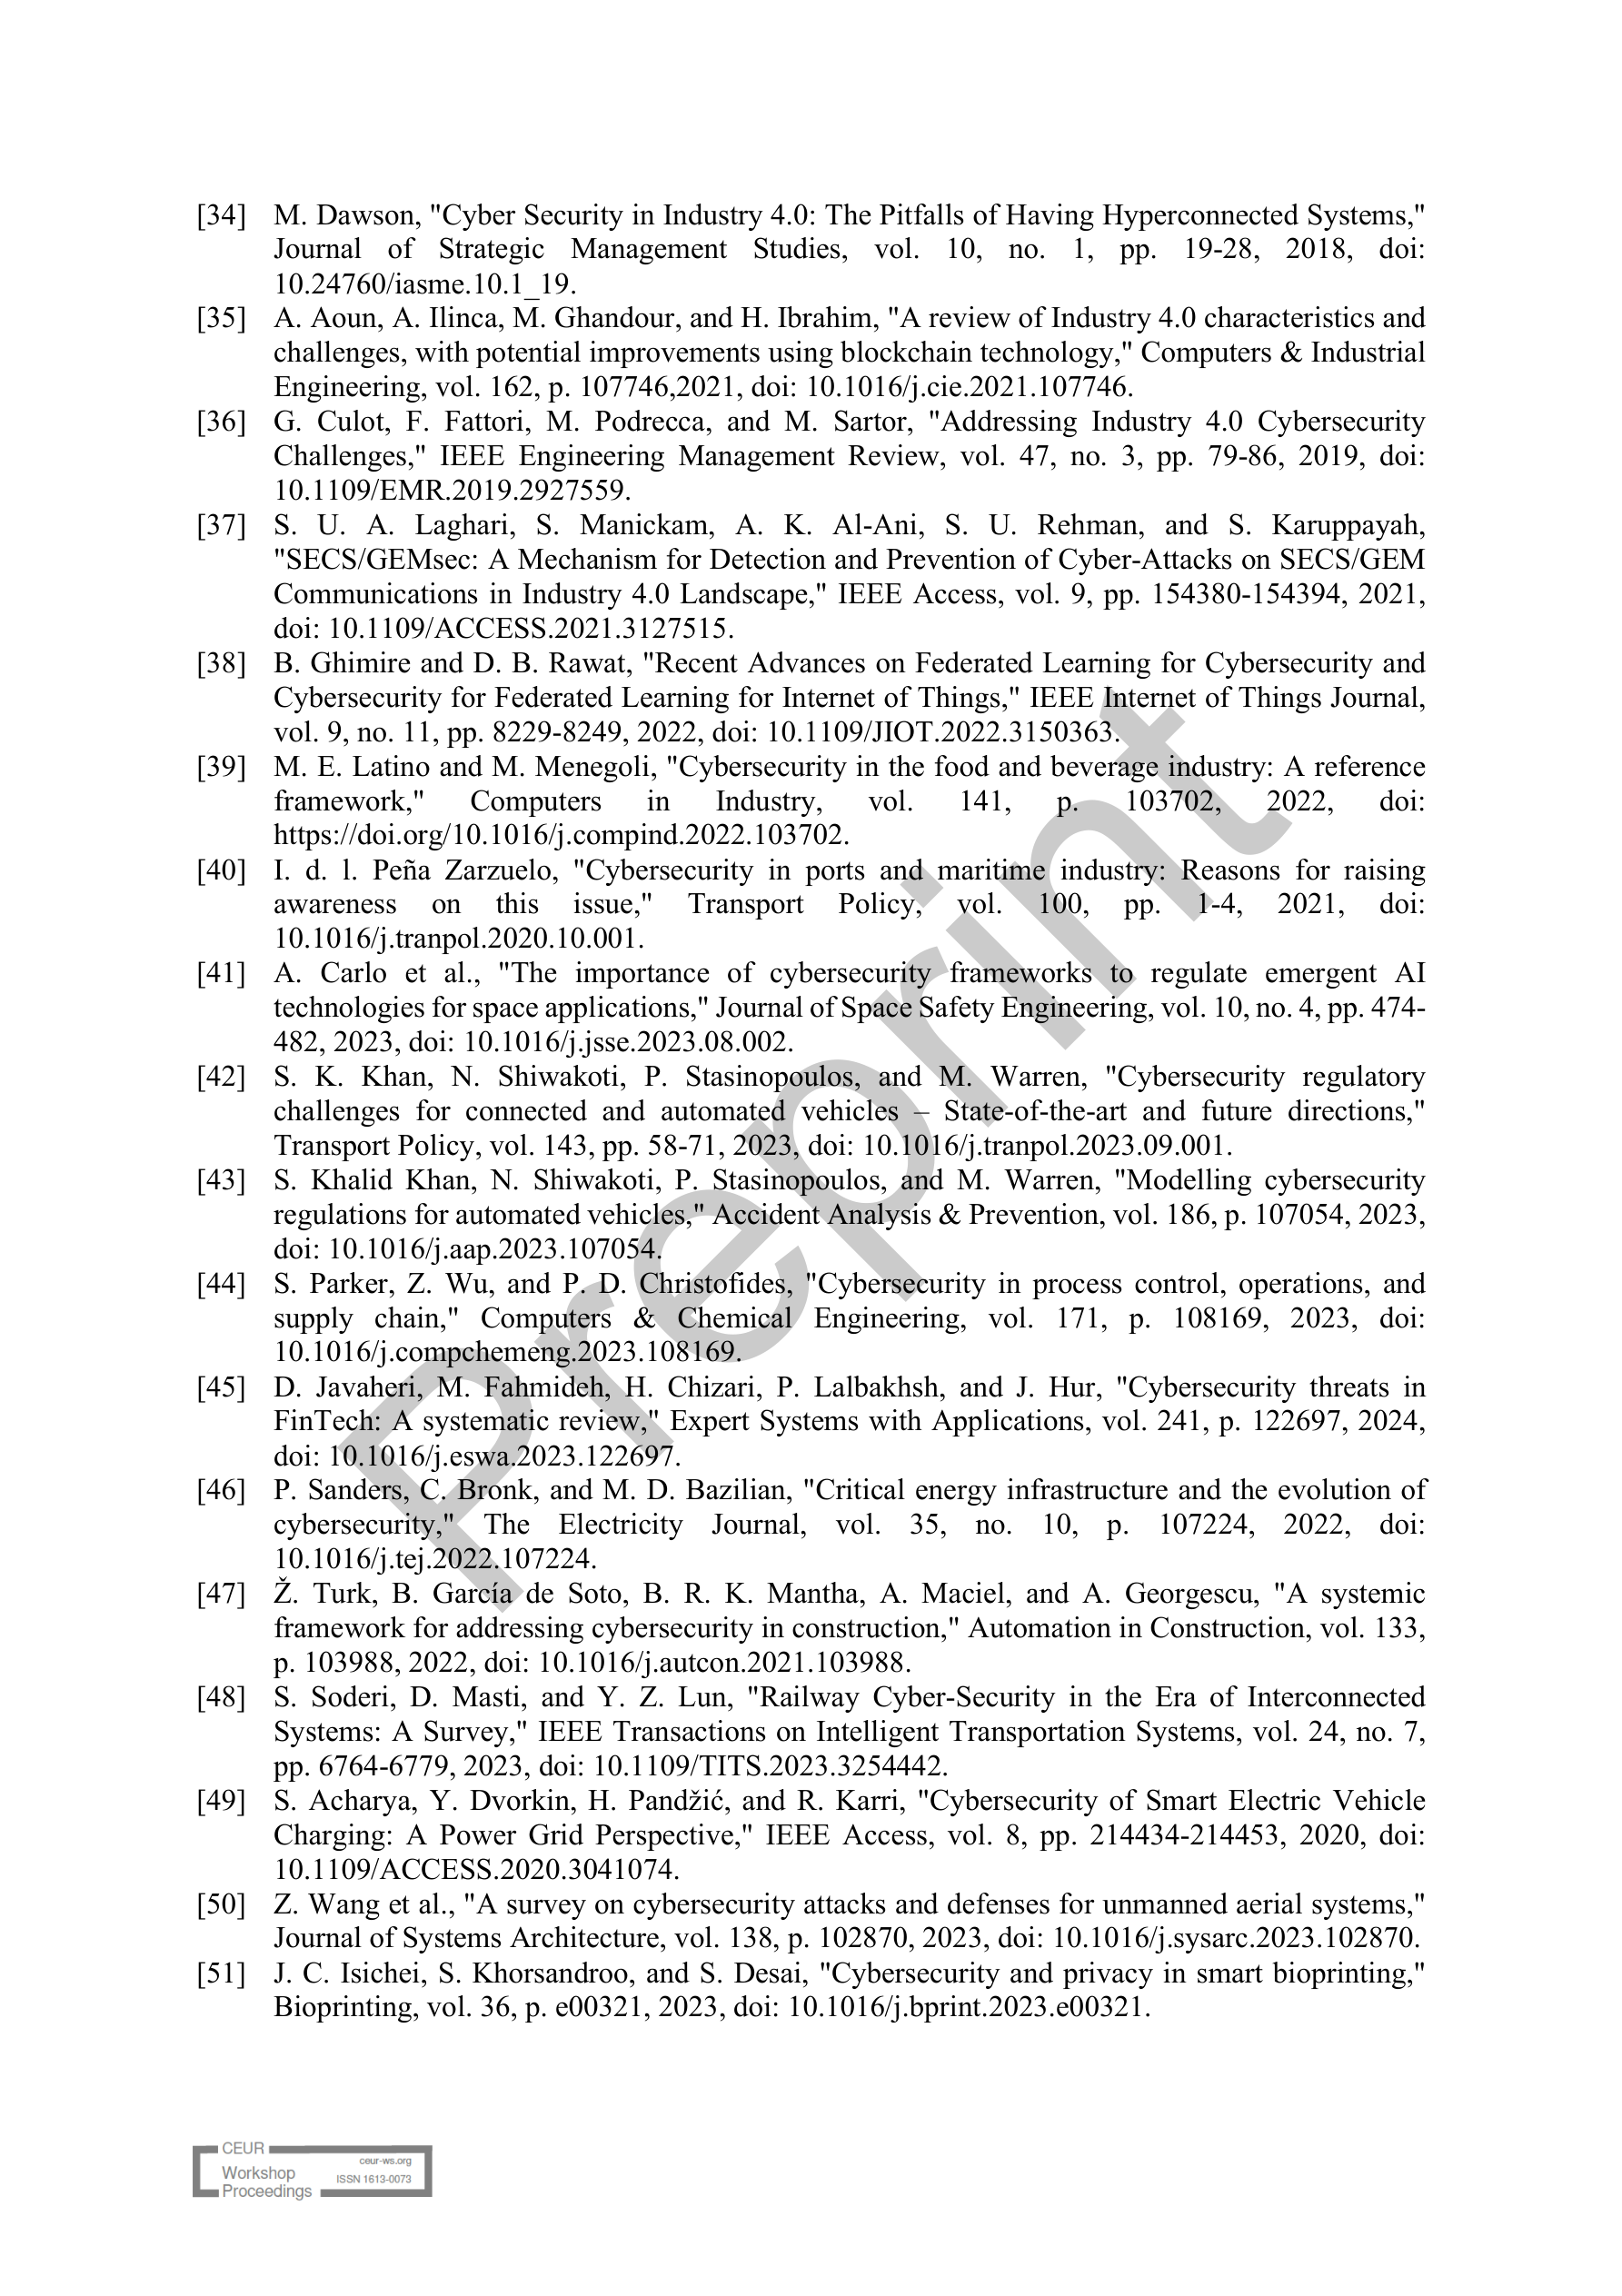 [34] M. Dawson, "Cyber Security in Industry 4.0: The Pitfalls of Having Hyperconnected Systems,"
Journal of Strategic Management Studies, vol. 10, no. 1, pp. 19-28, 2018, doi:
10.24760/iasme.10.1_19.
[35] A. Aoun, A. Ilinca, M. Ghandour, and H. Ibrahim, "A review of Industry 4.0 characteristics and
challenges, with potential improvements using blockchain technology," Computers & Industrial
Engineering, vol. 162, p. 107746,2021, doi: 10.1016/j.cie.2021.107746.
[36] G. Culot, F. Fattori, M. Podrecca, and M. Sartor, "Addressing Industry 4.0 Cybersecurity
Challenges," IEEE Engineering Management Review, vol. 47, no. 3, pp. 79-86, 2019, doi:
10.1109/EMR.2019.2927559.
[37] S. U. A. Laghari, S. Manickam, A. K. Al-Ani, S. U. Rehman, and S. Karuppayah,
"SECS/GEMsec: A Mechanism for Detection and Prevention of Cyber-Attacks on SECS/GEM
Communications in Industry 4.0 Landscape," IEEE Access, vol. 9, pp. 154380-154394, 2021,
doi: 10.1109/ACCESS.2021.3127515.
[38] B. Ghimire and D. B. Rawat, "Recent Advances on Federated Learning for Cybersecurity and
Cybersecurity for Federated Learning for Internet of Things," IEEE Internet of Things Journal,
vol. 9, no. 11, pp. 8229-8249, 2022, doi: 10.1109/JIOT.2022.3150363.
[39] M. E. Latino and M. Menegoli, "Cybersecurity in the food and beverage industry: A reference
framework," Computers in Industry, vol. 141, p. 103702, 2022, doi:
https://doi.org/10.1016/j.compind.2022.103702.
[40] I. d. l. Peña Zarzuelo, "Cybersecurity in ports and maritime industry: Reasons for raising
awareness on this issue," Transport Policy, vol. 100, pp. 1-4, 2021, doi:
10.1016/j.tranpol.2020.10.001.
[41] A. Carlo et al., "The importance of cybersecurity frameworks to regulate emergent AI
technologies for space applications," Journal of Space Safety Engineering, vol. 10, no. 4, pp. 474-
482, 2023, doi: 10.1016/j.jsse.2023.08.002.
[42] S. K. Khan, N. Shiwakoti, P. Stasinopoulos, and M. Warren, "Cybersecurity regulatory
challenges for connected and automated vehicles – State-of-the-art and future directions,"
Transport Policy, vol. 143, pp. 58-71, 2023, doi: 10.1016/j.tranpol.2023.09.001.
[43] S. Khalid Khan, N. Shiwakoti, P. Stasinopoulos, and M. Warren, "Modelling cybersecurity
regulations for automated vehicles," Accident Analysis & Prevention, vol. 186, p. 107054, 2023,
doi: 10.1016/j.aap.2023.107054.
[44] S. Parker, Z. Wu, and P. D. Christofides, "Cybersecurity in process control, operations, and
supply chain," Computers & Chemical Engineering, vol. 171, p. 108169, 2023, doi:
10.1016/j.compchemeng.2023.108169.
[45] D. Javaheri, M. Fahmideh, H. Chizari, P. Lalbakhsh, and J. Hur, "Cybersecurity threats in
FinTech: A systematic review," Expert Systems with Applications, vol. 241, p. 122697, 2024,
doi: 10.1016/j.eswa.2023.122697.
[46] P. Sanders, C. Bronk, and M. D. Bazilian, "Critical energy infrastructure and the evolution of
cybersecurity," The Electricity Journal, vol. 35, no. 10, p. 107224, 2022, doi:
10.1016/j.tej.2022.107224.
[47] Ž. Turk, B. García de Soto, B. R. K. Mantha, A. Maciel, and A. Georgescu, "A systemic
framework for addressing cybersecurity in construction," Automation in Construction, vol. 133,
p. 103988, 2022, doi: 10.1016/j.autcon.2021.103988.
[48] S. Soderi, D. Masti, and Y. Z. Lun, "Railway Cyber-Security in the Era of Interconnected
Systems: A Survey," IEEE Transactions on Intelligent Transportation Systems, vol. 24, no. 7,
pp. 6764-6779, 2023, doi: 10.1109/TITS.2023.3254442.
[49] S. Acharya, Y. Dvorkin, H. Pandžić, and R. Karri, "Cybersecurity of Smart Electric Vehicle
Charging: A Power Grid Perspective," IEEE Access, vol. 8, pp. 214434-214453, 2020, doi:
10.1109/ACCESS.2020.3041074.
[50] Z. Wang et al., "A survey on cybersecurity attacks and defenses for unmanned aerial systems,"
Journal of Systems Architecture, vol. 138, p. 102870, 2023, doi: 10.1016/j.sysarc.2023.102870.
[51] J. C. Isichei, S. Khorsandroo, and S. Desai, "Cybersecurity and privacy in smart bioprinting,"
Bioprinting, vol. 36, p. e00321, 2023, doi: 10.1016/j.bprint.2023.e00321.
Preprint
CEUR
Workshop
Proceedings
ceur-ws.org
ISSN 1613-0073